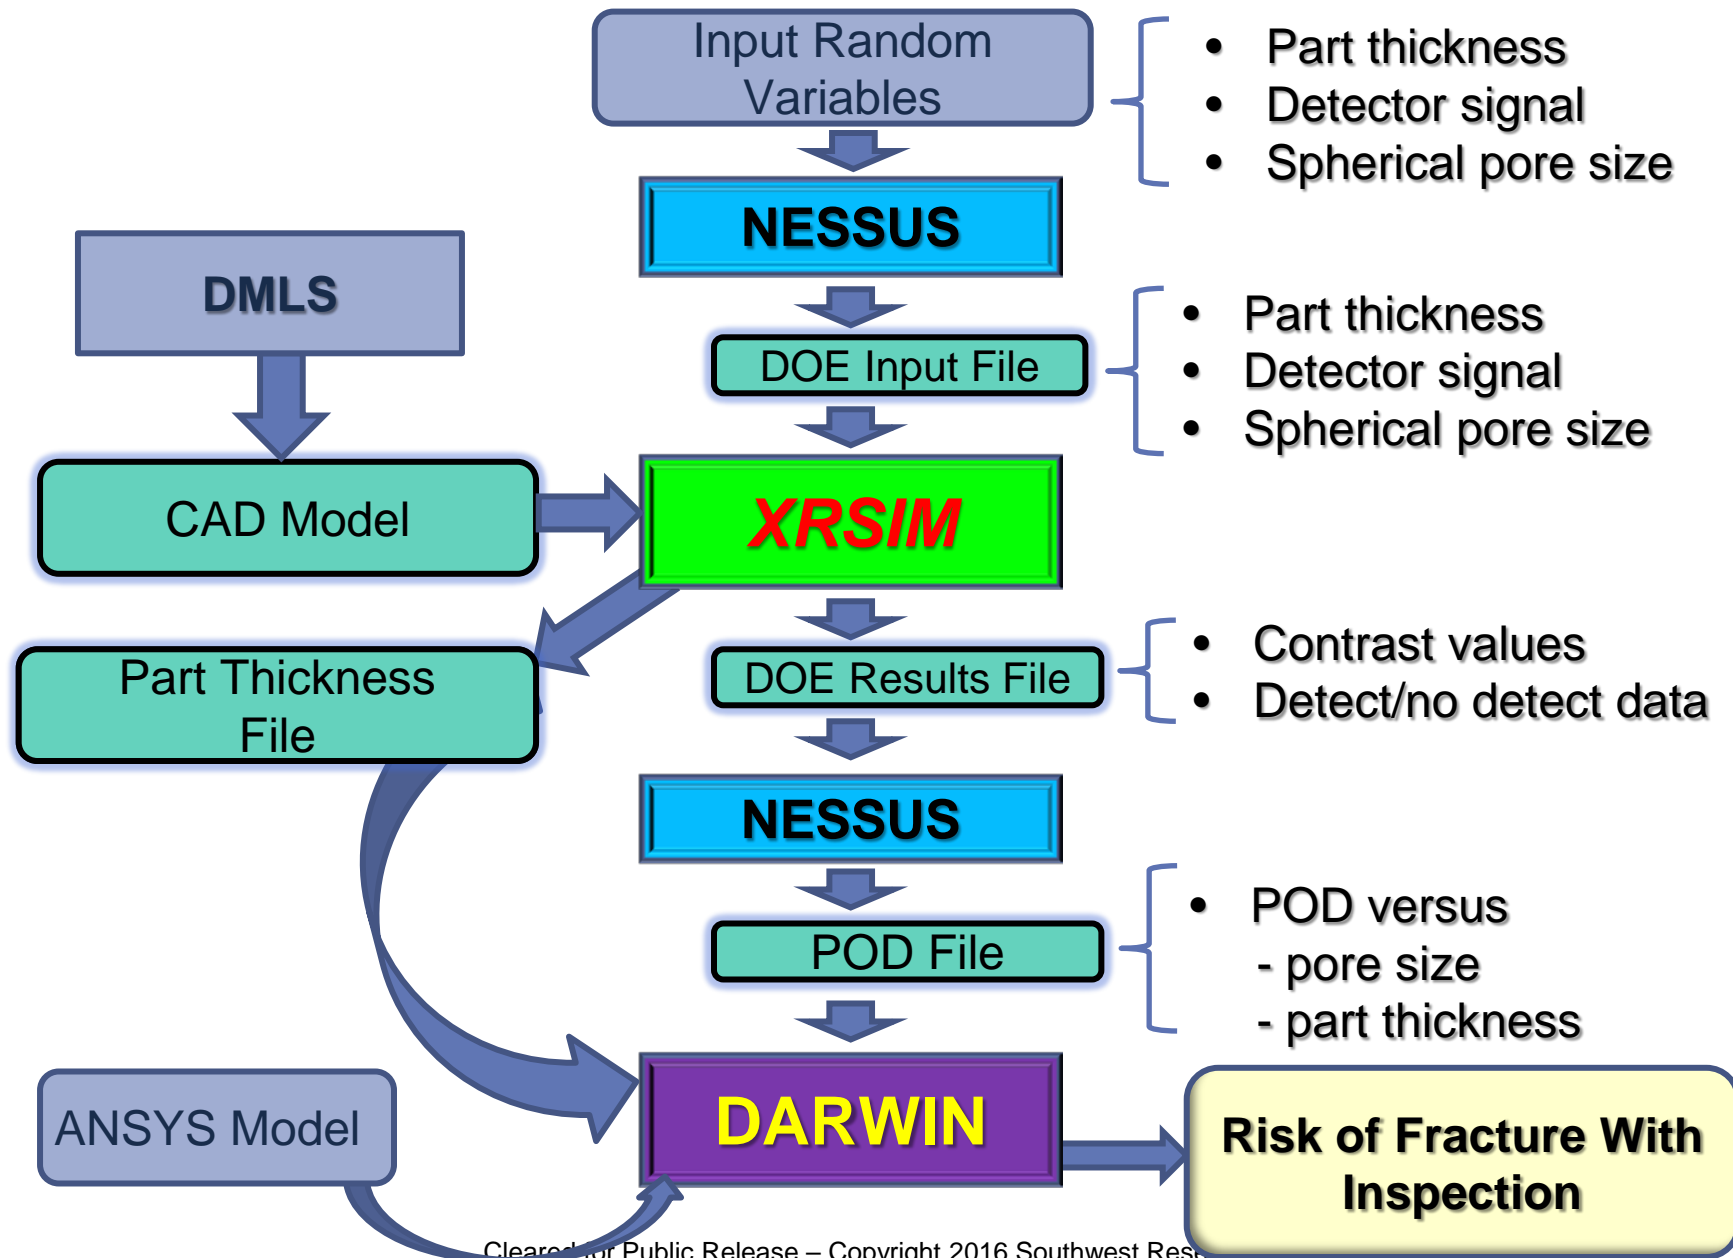 Input Random
Variables
• Part thickness
• Detector signal
• Spherical pore size
NESSUS
DMLS
DOE Input File
• Part thickness
• Detector signal
• Spherical pore size
CAD Model
XRSIM
Part Thickness
File
DOE Results File
• Contrast values
• Detect/no detect data
NESSUS
POD File
• POD versus
- pore size
- part thickness
ANSYS Model
DARWIN
Risk of Fracture With
Inspection
Cleared for Public Release – Copyright 2016 Southwest